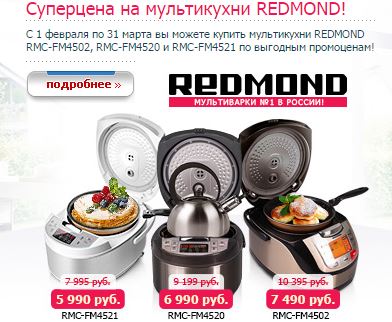 Суперцена на мультикухни REDMOND!
С 1 февраля по 31 марта вы можете купить мультикухни REDMOND
RMC-FM4502, RMC-FM4520 и RMC-FM4521 по выгодным промоценам!
подробнее »
REDMOND
МУЛЬТИВАРКИ №1 В РОССИИ!
7 995 руб. 9 199 руб. 10 395 руб.
5 990 руб. 6 990 руб. 7 490 руб.
RMC-FM4521 RMC-FM4520 RMC-FM4502